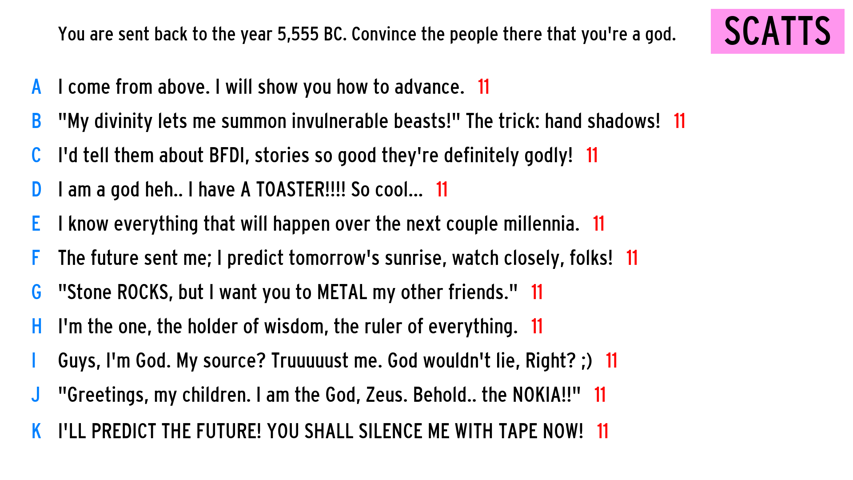 You are sent back to the year 5,555 BC. Convince the people there that you're a god.
SCATTS
A I come from above. I will show you how to advance. 11
B "My divinity lets me summon invulnerable beasts!" The trick: hand shadows! 11
C I'd tell them about BFDI, stories so good they're definitely godly! 11
D I am a god heh.. I have A TOASTER!!!! So cool... 11
E I know everything that will happen over the next couple millennia. 11
F The future sent me; I predict tomorrow's sunrise, watch closely, folks! 11
G "Stone ROCKS, but I want you to METAL my other friends." 11
H I'm the one, the holder of wisdom, the ruler of everything. 11
I Guys, I'm God. My source? Truuuuust me. God wouldn't lie, Right? ;) 11
J "Greetings, my children. I am the God, Zeus. Behold.. the NOKIA!!" 11
K I'LL PREDICT THE FUTURE! YOU SHALL SILENCE ME WITH TAPE NOW! 11